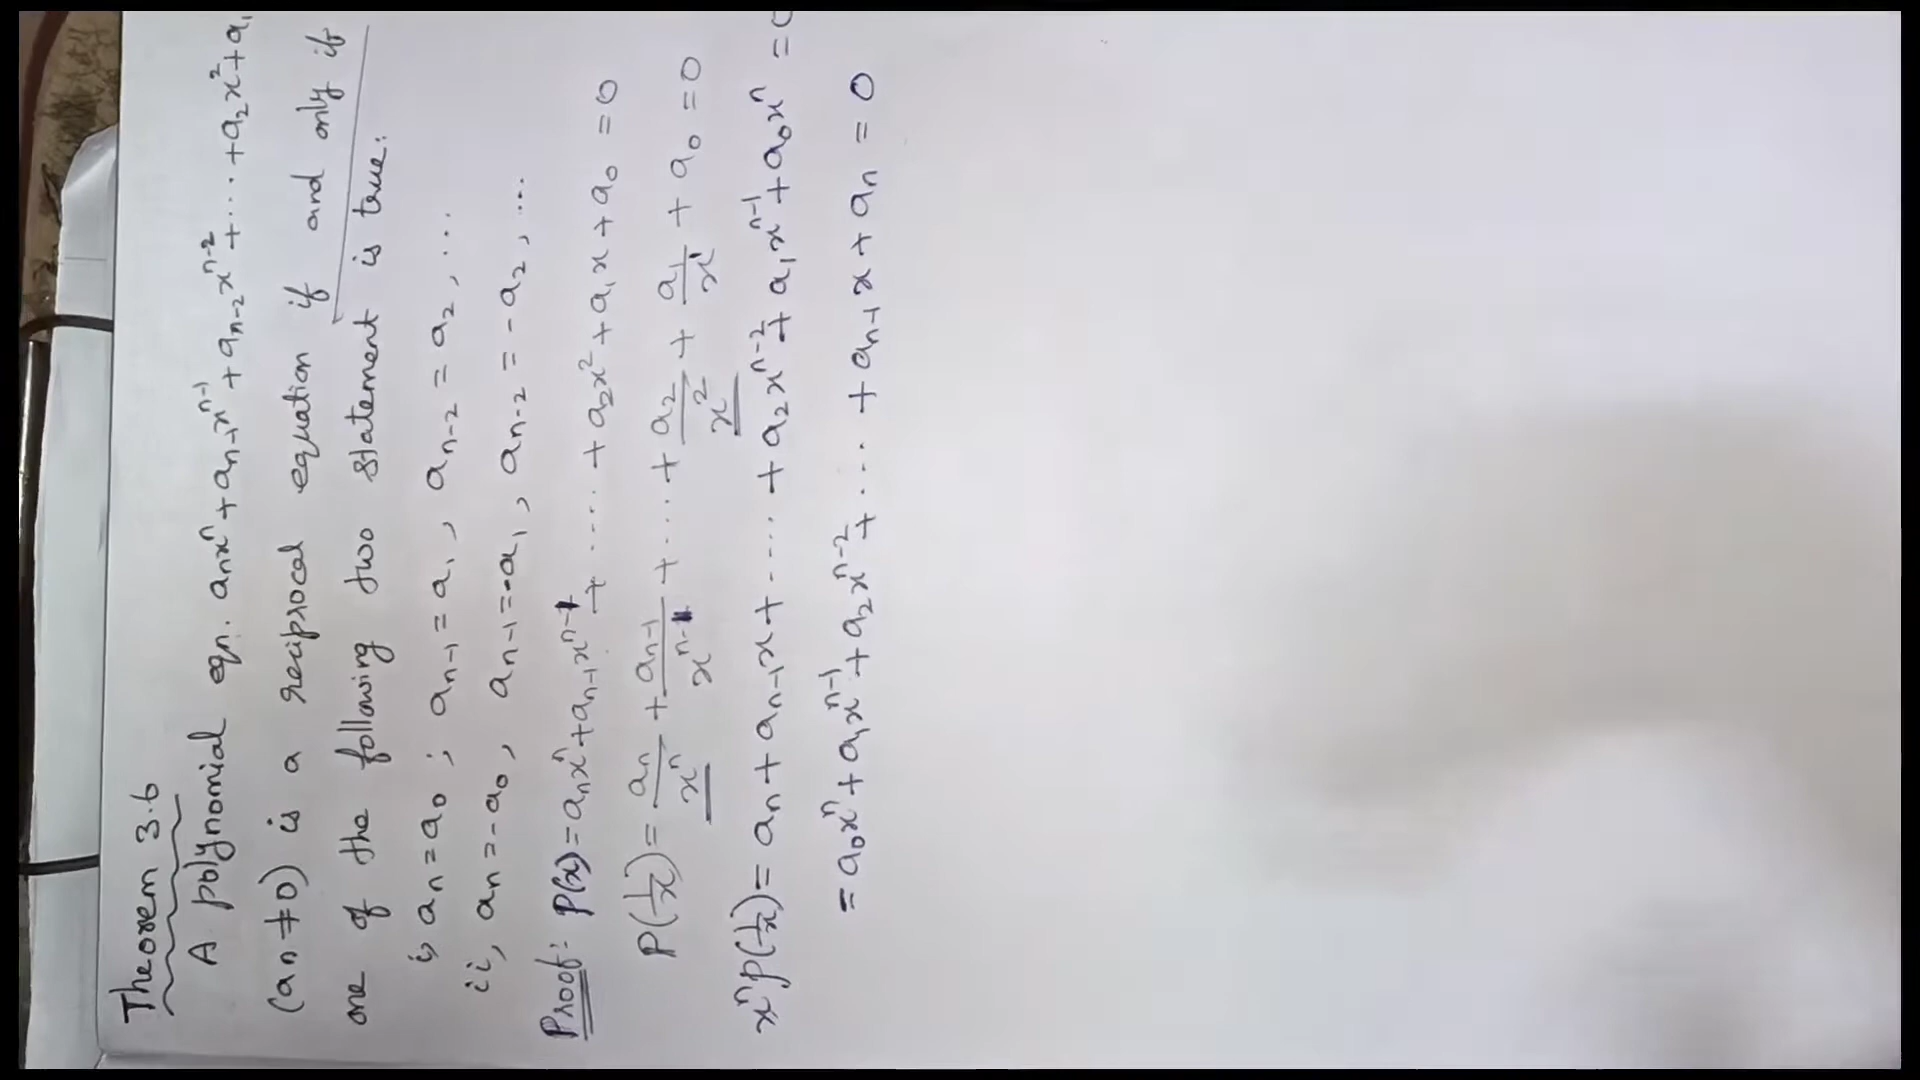 Theorem 3.6
A polynomial eqn. aₙxⁿ + aₙ₋₁xⁿ⁻¹ + aₙ₋₂xⁿ⁻² + ... + a₂x² + a₁
(aₙ ≠ 0) is a reciprocal equation if and only if
one of the following two statement is true:
i, aₙ = a₀ ; aₙ₋₁ = a₁ , aₙ₋₂ = a₂ , ...
ii, aₙ = -a₀ , aₙ₋₁ = -a₁ , aₙ₋₂ = -a₂ , ...
Proof: P(x) = aₙxⁿ + aₙ₋₁xⁿ⁻¹ + .... + a₂x² + a₁x + a₀ = 0
P(1/x) = aₙ/xⁿ + aₙ₋₁/xⁿ⁻¹ + ... + a₂/x² + a₁/x + a₀ = 0
xⁿP(1/x) = aₙ + aₙ₋₁x + .... + a₂xⁿ⁻² + a₁xⁿ⁻¹ + a₀xⁿ = 0
= a₀xⁿ + a₁xⁿ⁻¹ + a₂xⁿ⁻² + ... + aₙ₋₁x + aₙ = 0